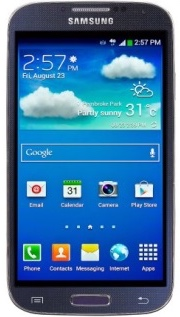 SAMSUNG
2:57 PM
2:57 PM
Fri, August 23
Pembroke Park
Partly sunny 31°
Google
31
Email
Calendar
Camera
Play Store
Phone
Contacts
Messaging
Internet
Apps